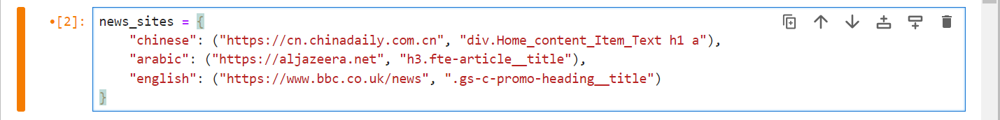 [2]: news_sites = {
    "chinese": ("https://cn.chinadaily.com.cn", "div.Home_content_Item_Text h1 a"),
    "arabic": ("https://aljazeera.net", "h3.fte-article__title"),
    "english": ("https://www.bbc.co.uk/news", ".gs-c-promo-heading__title")
}